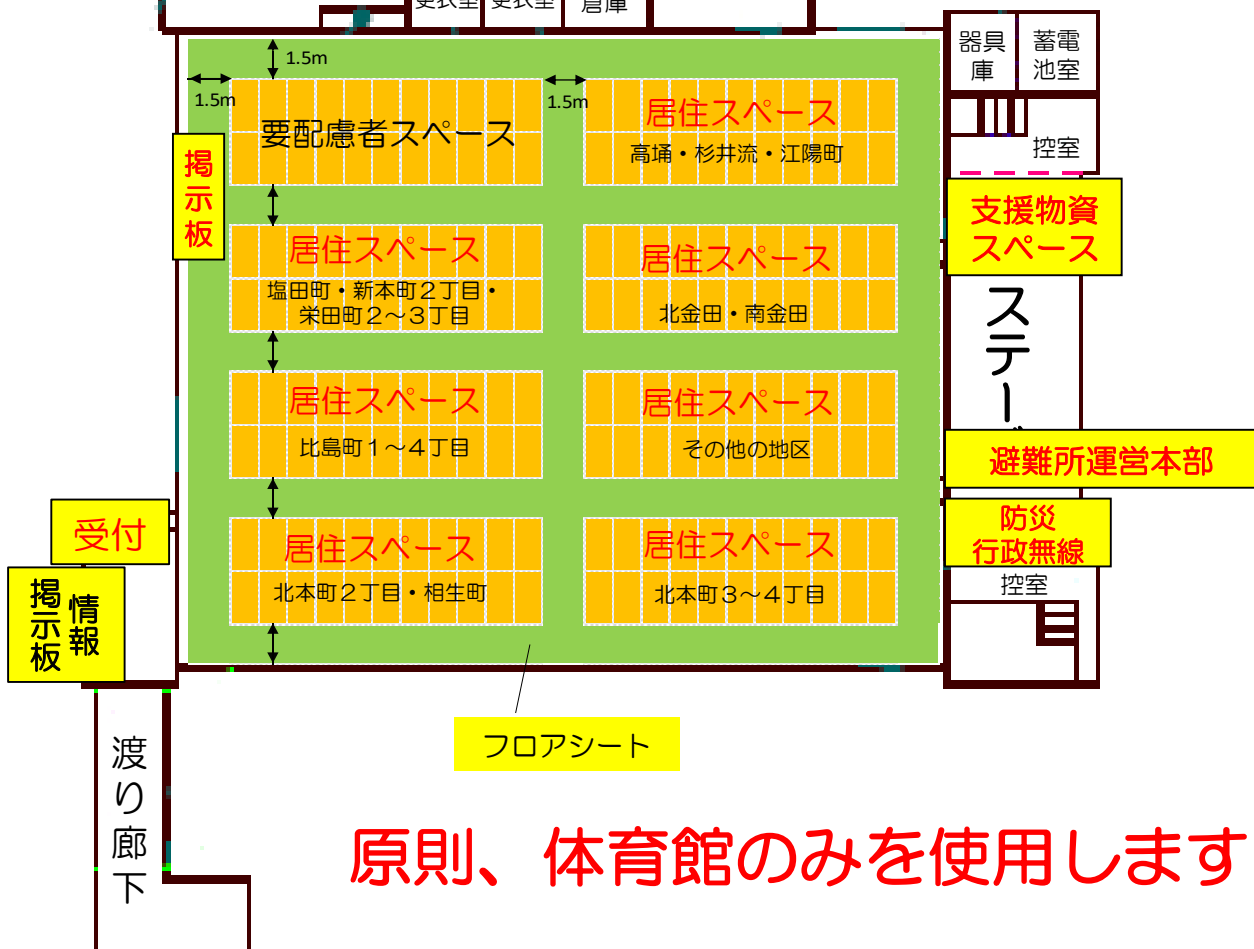 更衣室
更衣室
倉庫
器具
庫
蓄電
池室
1.5m
1.5m
1.5m
要配慮者スペース
居住スペース
高埇・杉井流・江陽町
控室
掲示板
支援物資
スペース
居住スペース
塩田町・新本町２丁目・
栄田町２～３丁目
居住スペース
北金田・南金田
ステージ
居住スペース
比島町１～４丁目
居住スペース
その他の地区
避難所運営本部
受付
居住スペース
北本町２丁目・相生町
居住スペース
北本町３～４丁目
防災
行政無線
控室
情報
掲示板
フロアシート
渡り廊下
原則、体育館のみを使用します